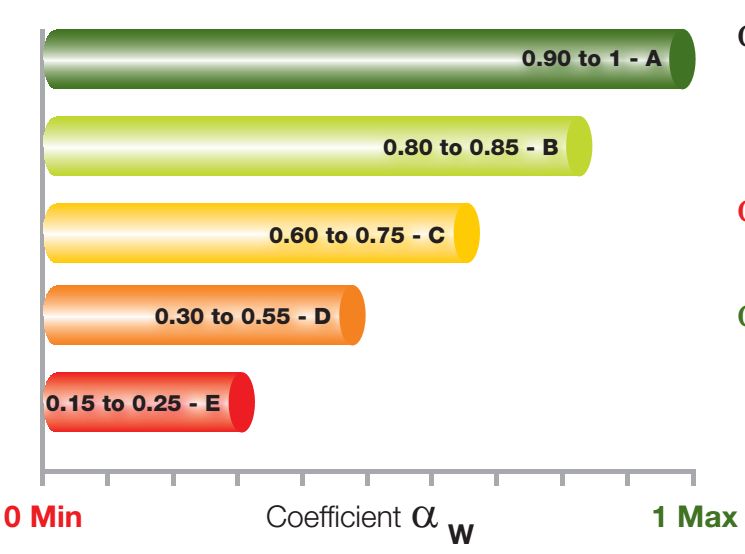 0.90 to 1 - A
0.80 to 0.85 - B
0.60 to 0.75 - C
0.30 to 0.55 - D
0.15 to 0.25 - E
0 Min Coefficient α W 1 Max